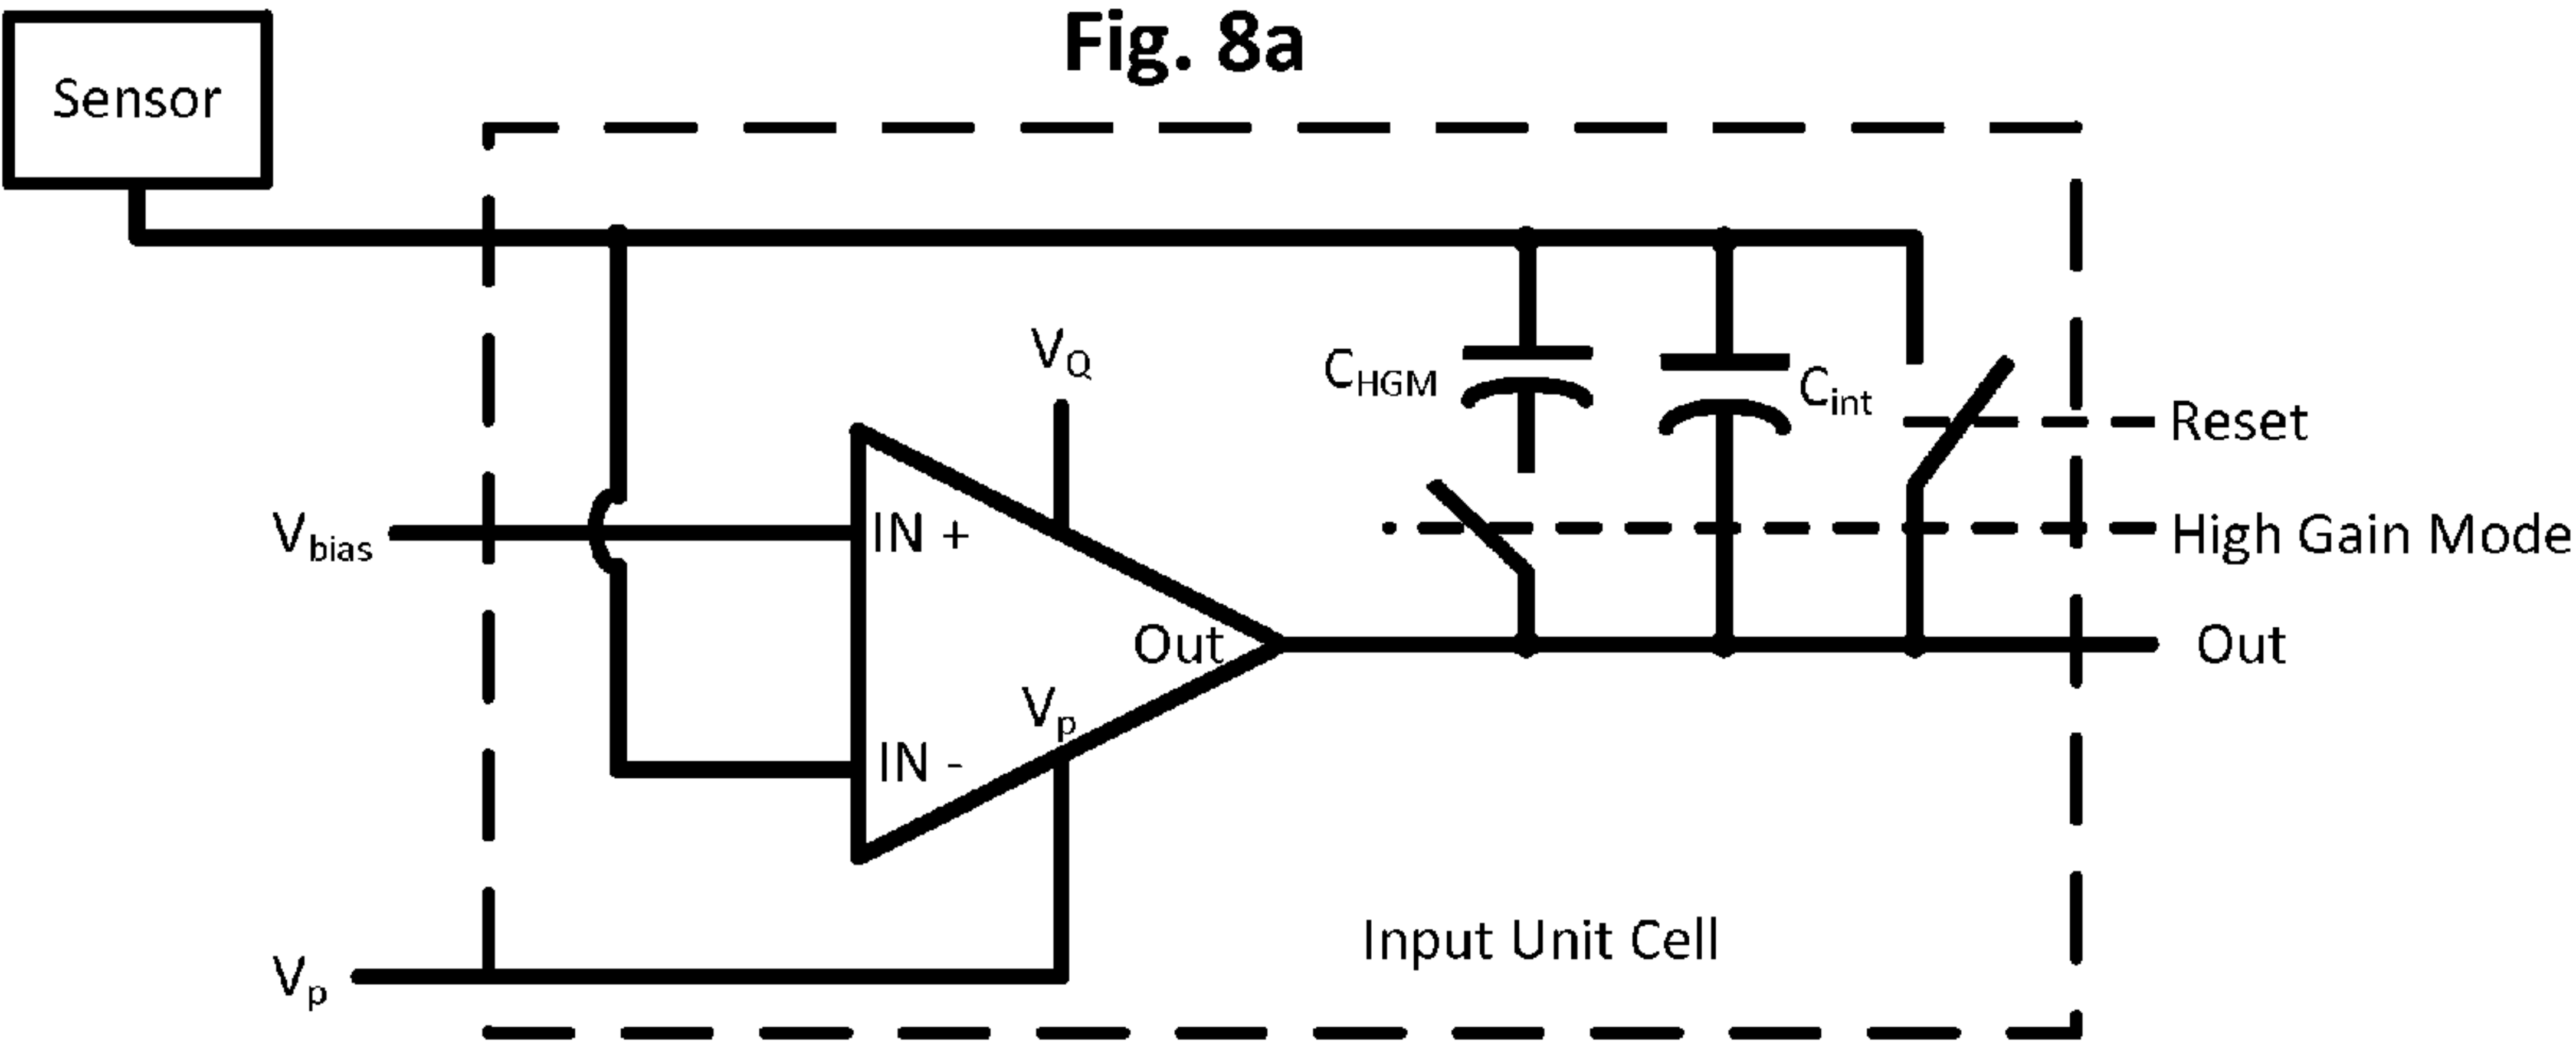 Fig. 8a
Sensor
VQ
CHGM
Cint
Reset
Vbias
IN +
High Gain Mode
Out
Out
Vp
IN -
Input Unit Cell
Vp